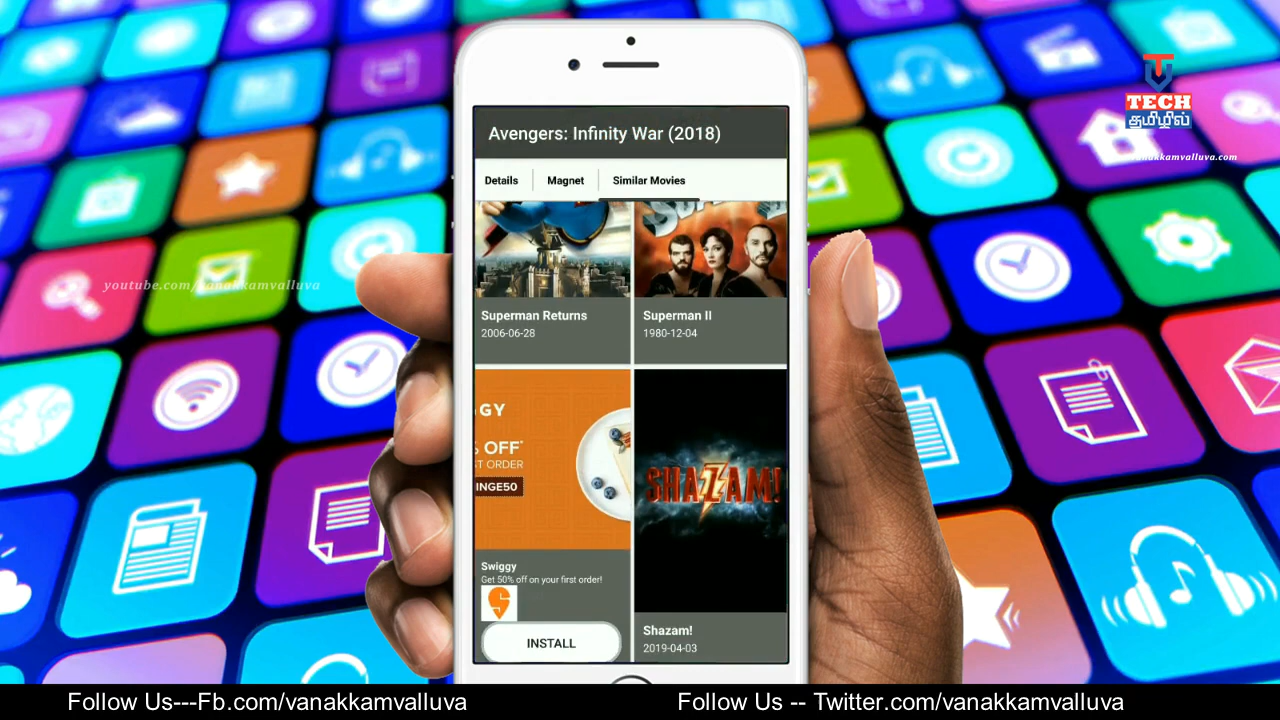 Avengers: Infinity War (2018)
Details
Magnet
Similar Movies
Superman Returns
2006-06-28
Superman II
1980-12-04
GY
% OFF*
ST ORDER
INGE50
SHAZAM!
Swiggy
Get 50% off on your first order!
INSTALL
Shazam!
2019-04-03
TECH
தமிழில்
vanakkamvalluva.com
youtube.com/vanakkamvalluva
Follow Us---Fb.com/vanakkamvalluva
Follow Us -- Twitter.com/vanakkamvalluva